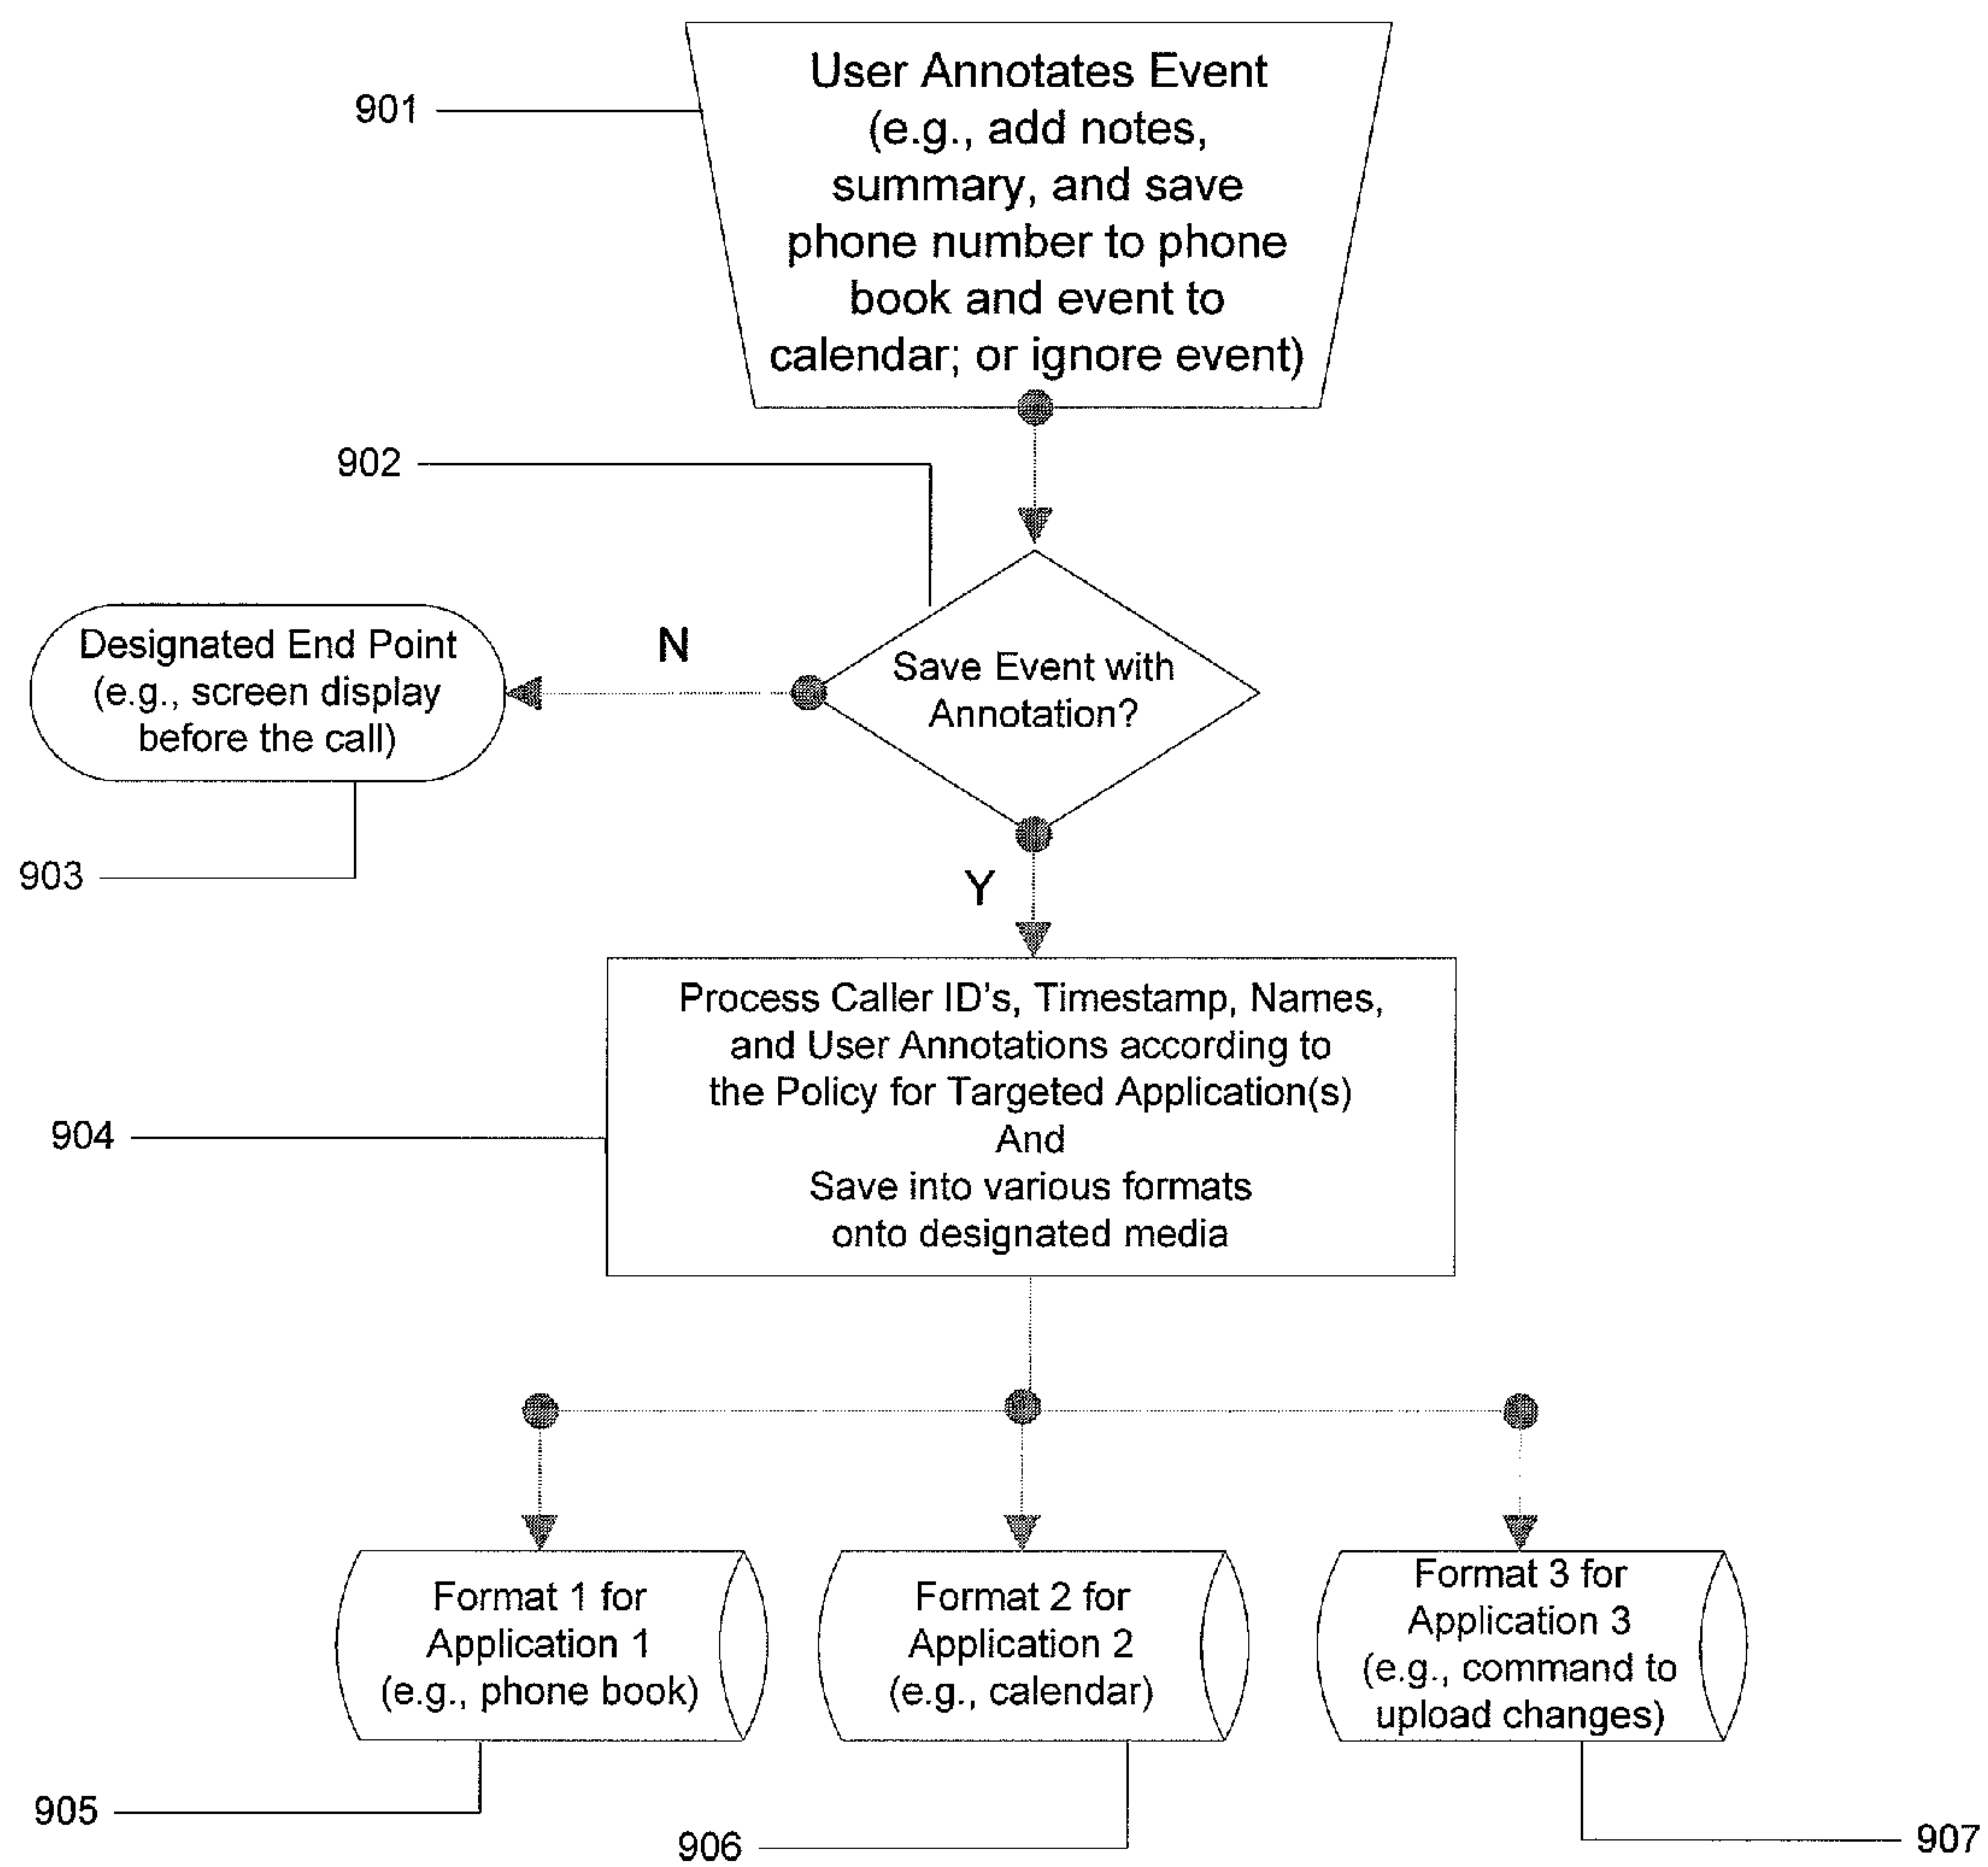 User Annotates Event
(e.g., add notes,
summary, and save
phone number to phone
book and event to
calendar; or ignore event)
901
902
Save Event with
Annotation?
N
Designated End Point
(e.g., screen display
before the call)
903
Y
Process Caller ID's, Timestamp, Names,
and User Annotations according to
the Policy for Targeted Application(s)
And
Save into various formats
onto designated media
904
Format 1 for
Application 1
(e.g., phone book)
Format 2 for
Application 2
(e.g., calendar)
Format 3 for
Application 3
(e.g., command to
upload changes)
905
906
907